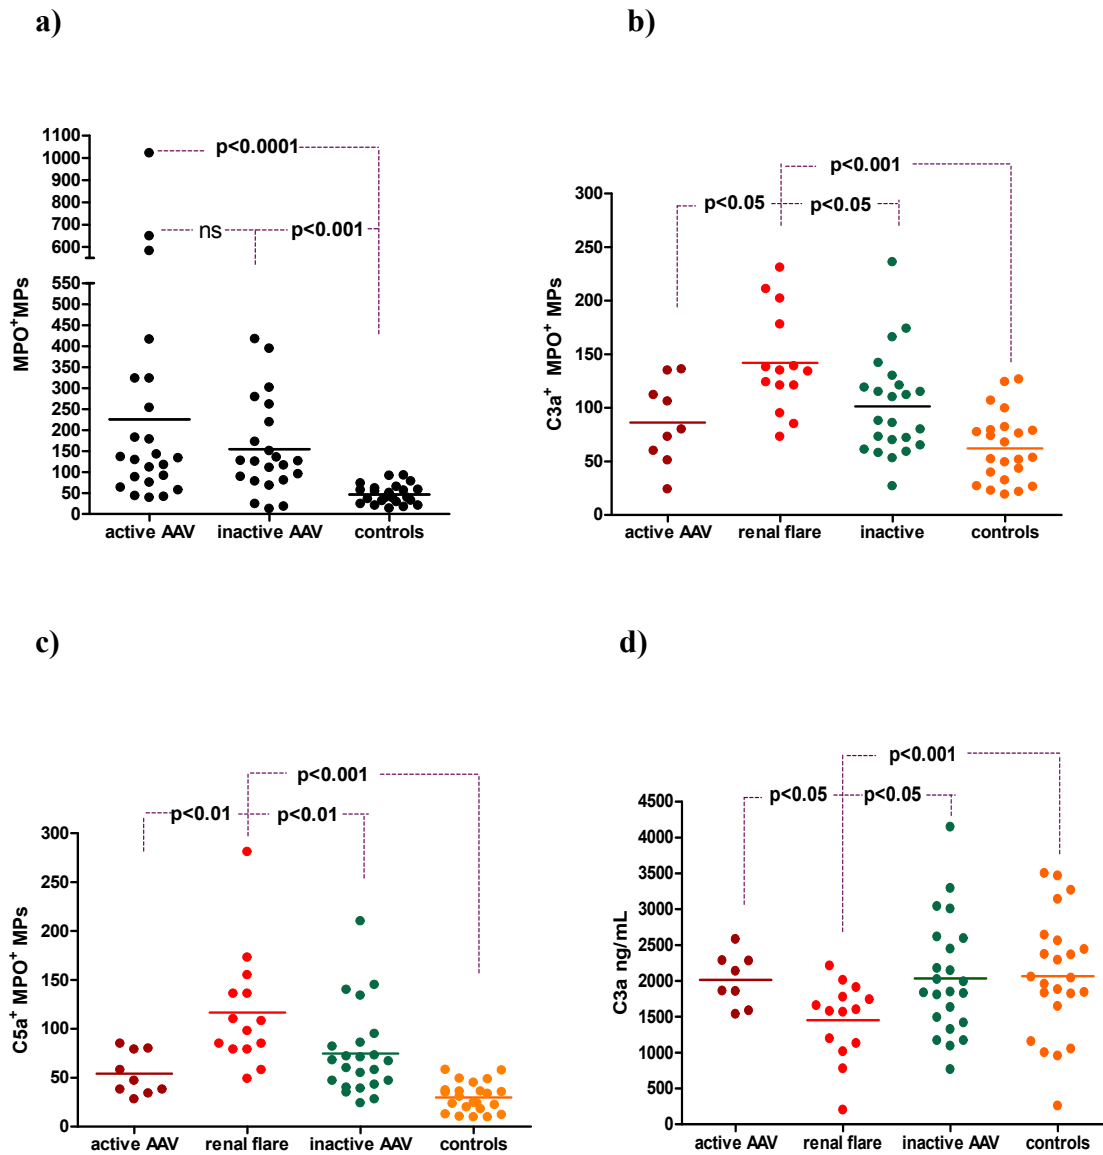 a)
1100
1000
900
800
700
600
550
500
450
400
350
300
250
200
150
100
50
0
MPO⁺MPs
p<0.0001
ns
p<0.001
active AAV
inactive AAV
controls
b)
300
250
200
150
100
50
0
C3a⁺ MPO⁺ MPs
p<0.001
p<0.05
p<0.05
active AAV
renal flare
inactive
controls
c)
300
250
200
150
100
50
0
C5a⁺ MPO⁺ MPs
p<0.001
p<0.01
p<0.01
active AAV
renal flare
inactive AAV
controls
d)
4500
4000
3500
3000
2500
2000
1500
1000
500
0
C3a ng/mL
p<0.001
p<0.05
p<0.05
active AAV
renal flare
inactive AAV
controls